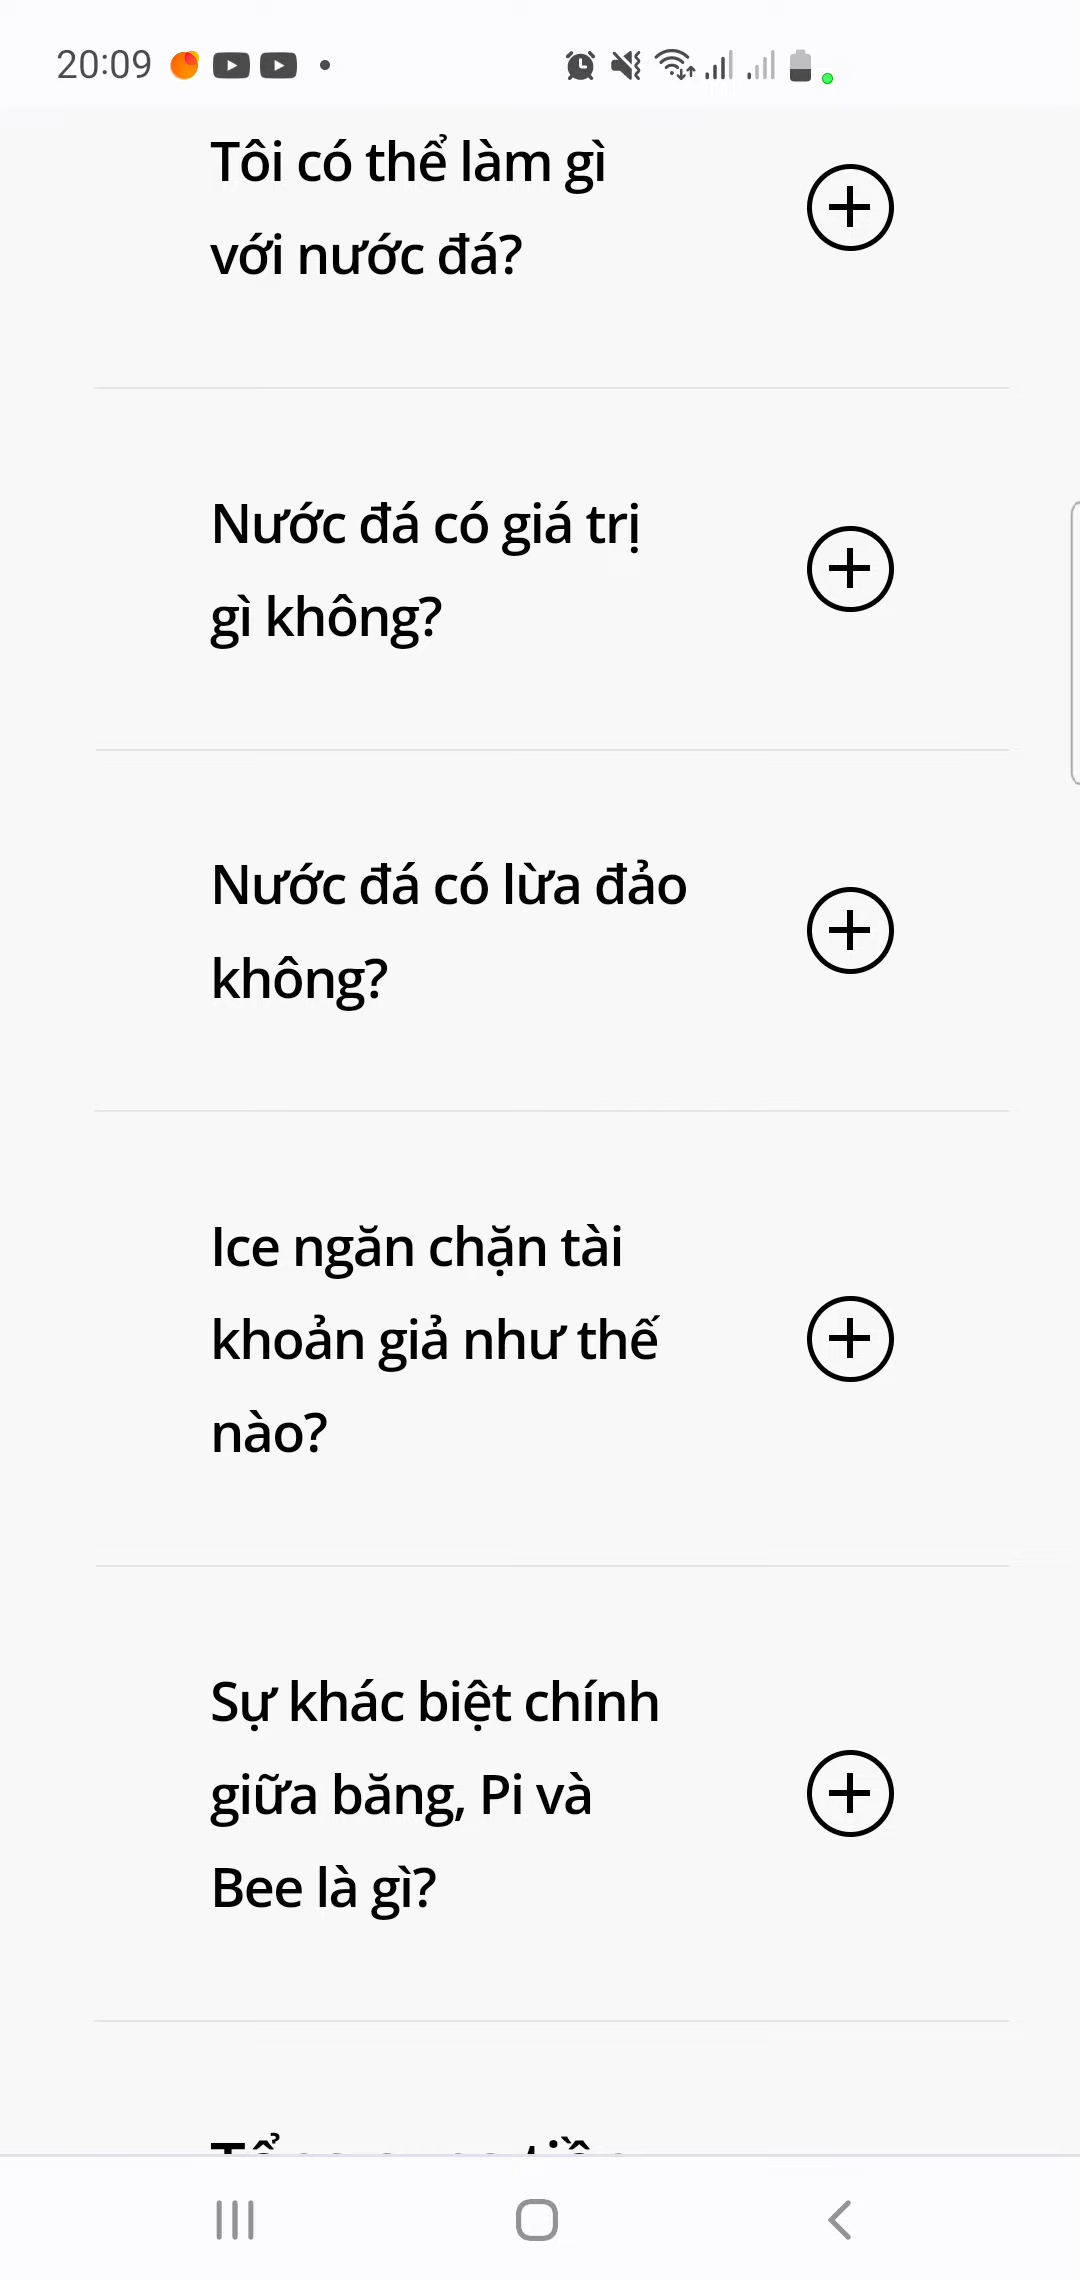 20:09
Tôi có thể làm gì
với nước đá?
Nước đá có giá trị
gì không?
Nước đá có lừa đảo
không?
Ice ngăn chặn tài
khoản giả như thế
nào?
Sự khác biệt chính
giữa băng, Pi và
Bee là gì?